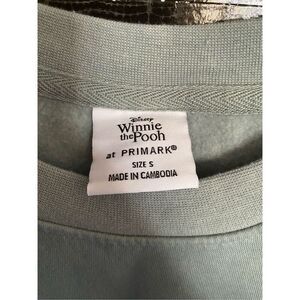 Disney
Winnie
the Pooh
at PRIMARK®
SIZE S
MADE IN CAMBODIA